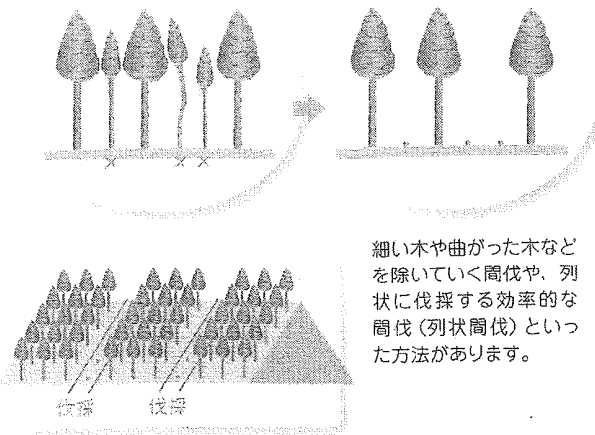 細い木や曲がった木など
を除いていく間伐や、列
状に伐採する効率的な
間伐（列状間伐）といっ
た方法があります。
伐採 伐採